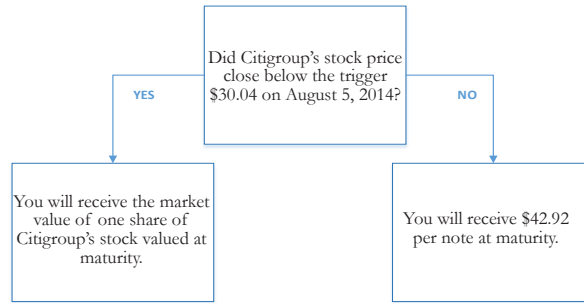 Did Citigroup's stock price
close below the trigger
$30.04 on August 5, 2014?
YES
NO
You will receive the market
value of one share of
Citigroup's stock valued at
maturity.
You will receive $42.92
per note at maturity.